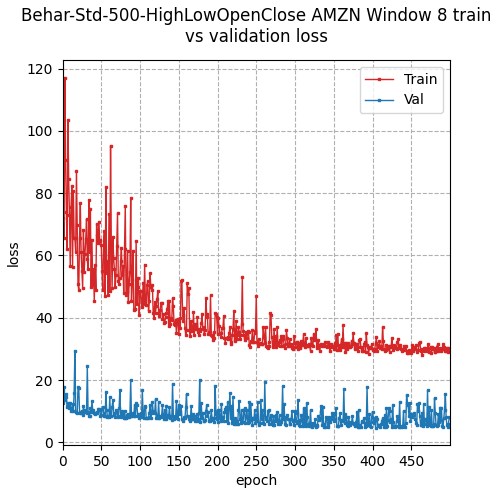 Behar-Std-500-HighLowOpenClose AMZN Window 8 train
vs validation loss
Train
Val
120
100
80
60
40
20
0
loss
0 50 100 150 200 250 300 350 400 450
epoch